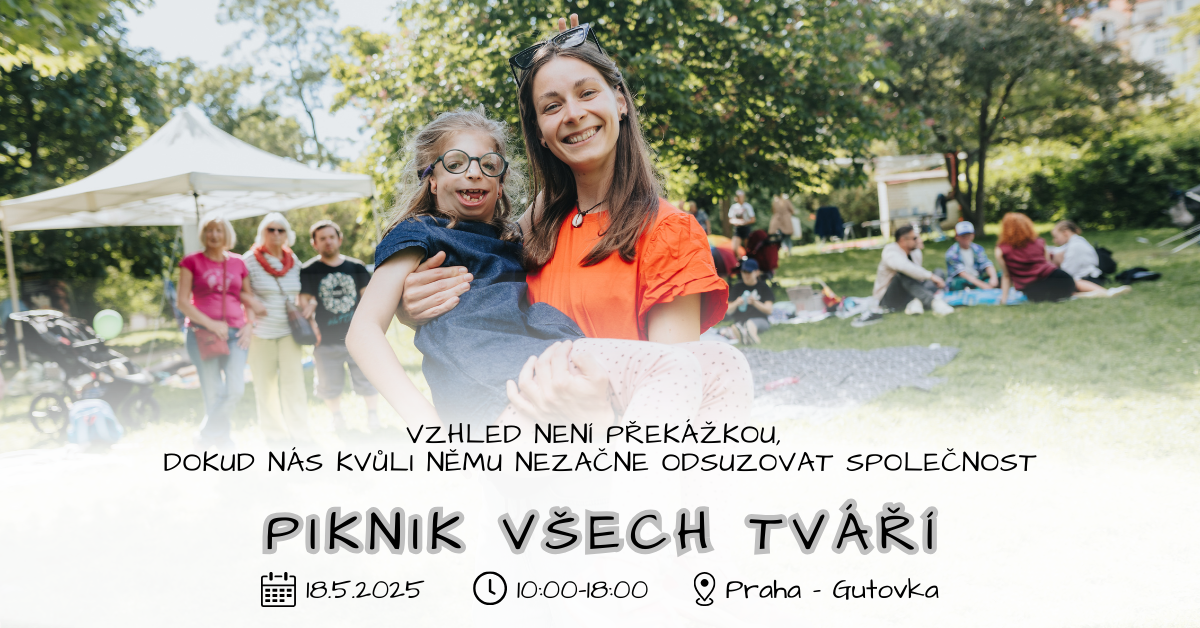 VZHLED NENÍ PŘEKÁŽKOU,
DOKUD NÁS KVŮLI NĚMU NEZAČNE ODSUZOVAT SPOLEČNOST
PIKNIK VŠECH TVÁŘÍ
18.5.2025 10:00-18:00 Praha - Gutovka